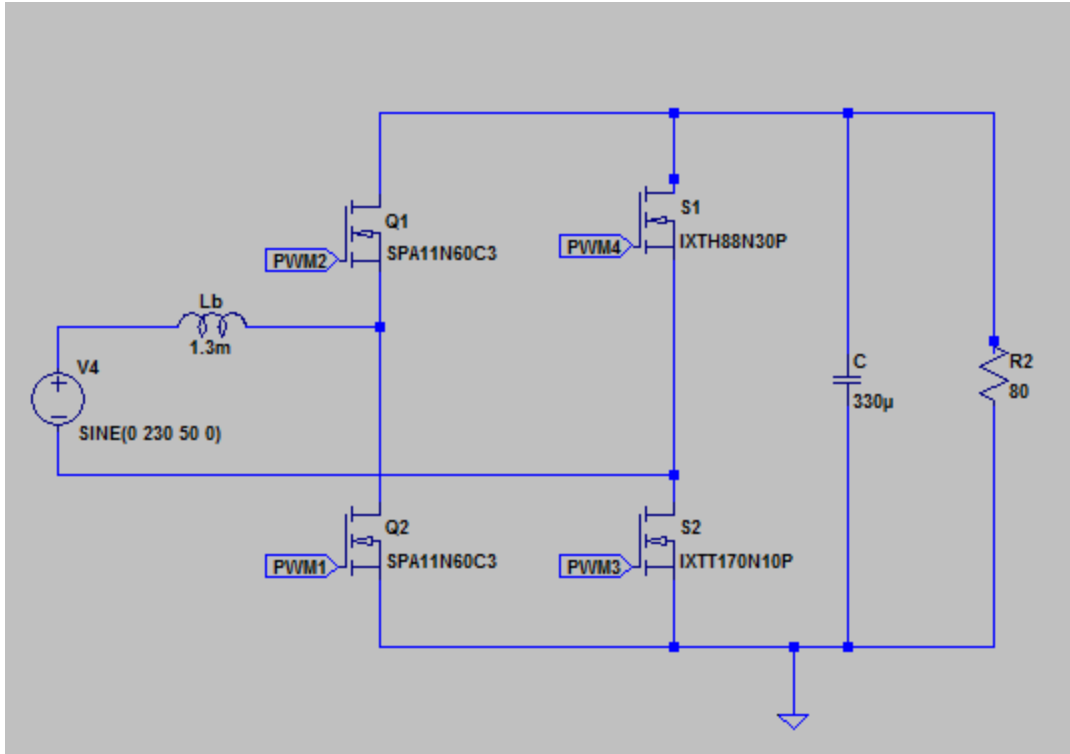 Q1
SPA11N60C3
PWM2
S1
IXTH88N30P
PWM4
Lb
1.3m
V4
SINE(0 230 50 0)
C
330µ
R2
80
Q2
SPA11N60C3
PWM1
S2
IXTT170N10P
PWM3